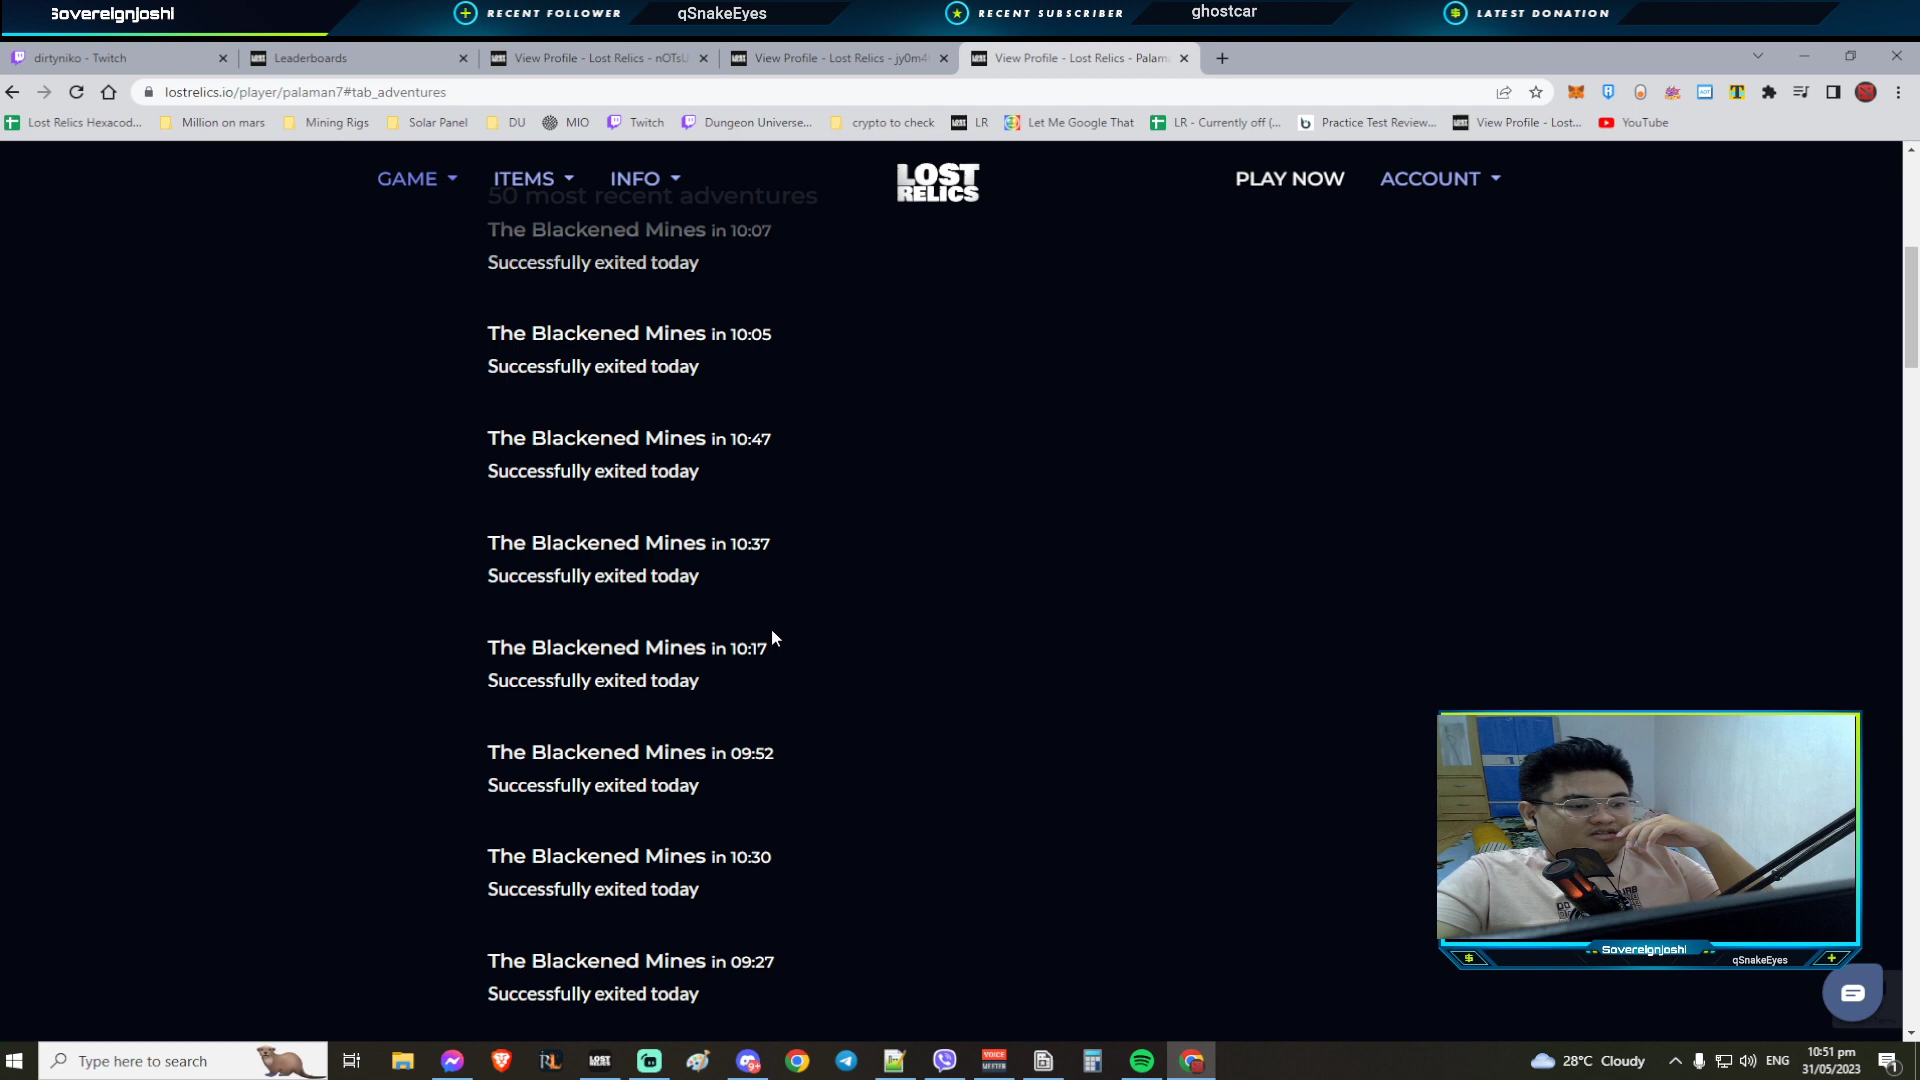 SovereignJoshi
RECENT FOLLOWER qSnakeEyes
RECENT SUBSCRIBER ghostcar
LATEST DONATION
dirtyniko - Twitch
Leaderboards
View Profile - Lost Relics - nOTsU
View Profile - Lost Relics - jy0m4
View Profile - Lost Relics - Palam
lostrelics.io/player/palaman7#tab_adventures
Lost Relics Hexacod... Million on mars Mining Rigs Solar Panel DU MIO Twitch Dungeon Universe... crypto to check LR Let Me Google That LR - Currently off (... Practice Test Review... View Profile - Lost... YouTube
GAME ITEMS INFO LOST RELICS PLAY NOW ACCOUNT
50 most recent adventures
The Blackened Mines in 10:07
Successfully exited today
The Blackened Mines in 10:05
Successfully exited today
The Blackened Mines in 10:47
Successfully exited today
The Blackened Mines in 10:37
Successfully exited today
The Blackened Mines in 10:17
Successfully exited today
The Blackened Mines in 09:52
Successfully exited today
The Blackened Mines in 10:30
Successfully exited today
The Blackened Mines in 09:27
Successfully exited today
SovereignJoshi
qSnakeEyes
Type here to search
28°C Cloudy
ENG
10:51 pm
31/05/2023